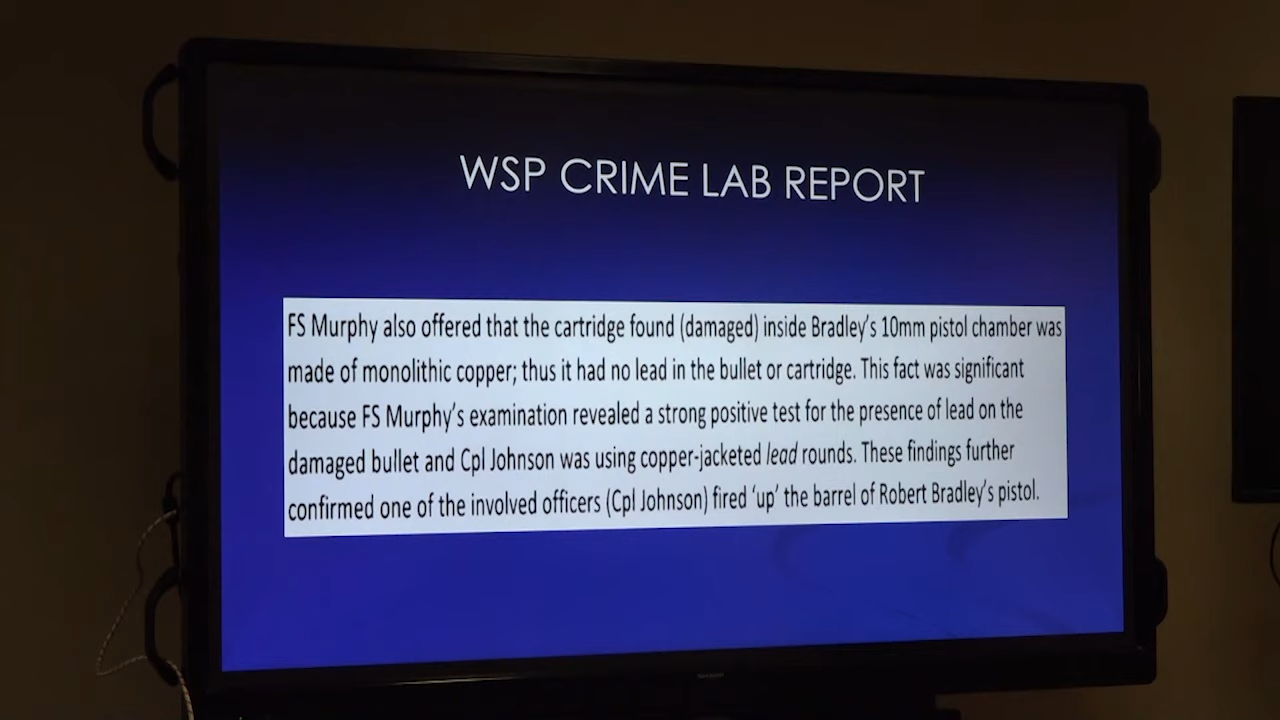 WSP CRIME LAB REPORT
FS Murphy also offered that the cartridge found (damaged) inside Bradley's 10mm pistol chamber was
made of monolithic copper; thus it had no lead in the bullet or cartridge. This fact was significant
because FS Murphy's examination revealed a strong positive test for the presence of lead on the
damaged bullet and Cpl Johnson was using copper-jacketed lead rounds. These findings further
confirmed one of the involved officers (Cpl Johnson) fired 'up' the barrel of Robert Bradley's pistol.